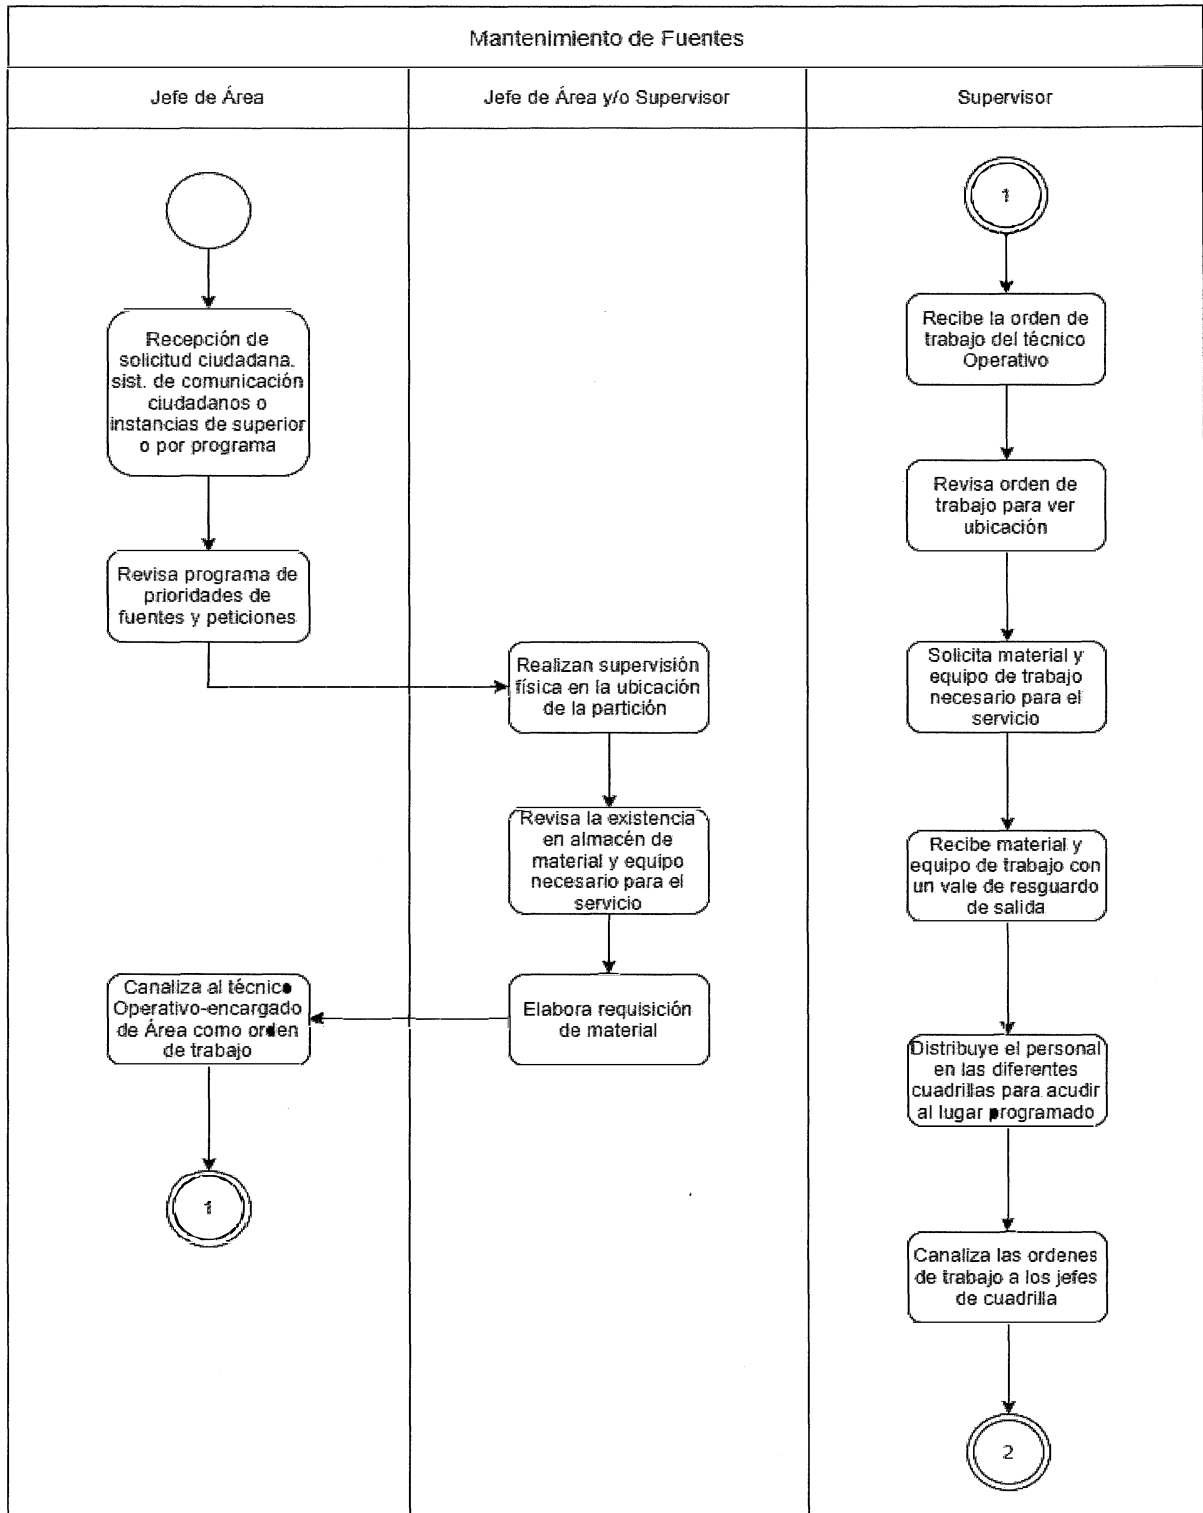 Mantenimiento de Fuentes
Jefe de Área
Jefe de Área y/o Supervisor
Supervisor
Recepción de
solicitud ciudadana.
sist. de comunicación
ciudadanos o
instancias de superior
o por programa
Revisa programa de
prioridades de
fuentes y peticiones
Realizan supervisión
física en la ubicación
de la partición
Revisa la existencia
en almacén de
material y equipo
necesario para el
servicio
Elabora requisición
de material
Canaliza al técnico
Operativo-encargado
de Área como orden
de trabajo
1
1
Recibe la orden de
trabajo del técnico
Operativo
Revisa orden de
trabajo para ver
ubicación
Solicita material y
equipo de trabajo
necesario para el
servicio
Recibe material y
equipo de trabajo con
un vale de resguardo
de salida
Distribuye el personal
en las diferentes
cuadrillas para acudir
al lugar programado
Canaliza las ordenes
de trabajo a los jefes
de cuadrilla
2